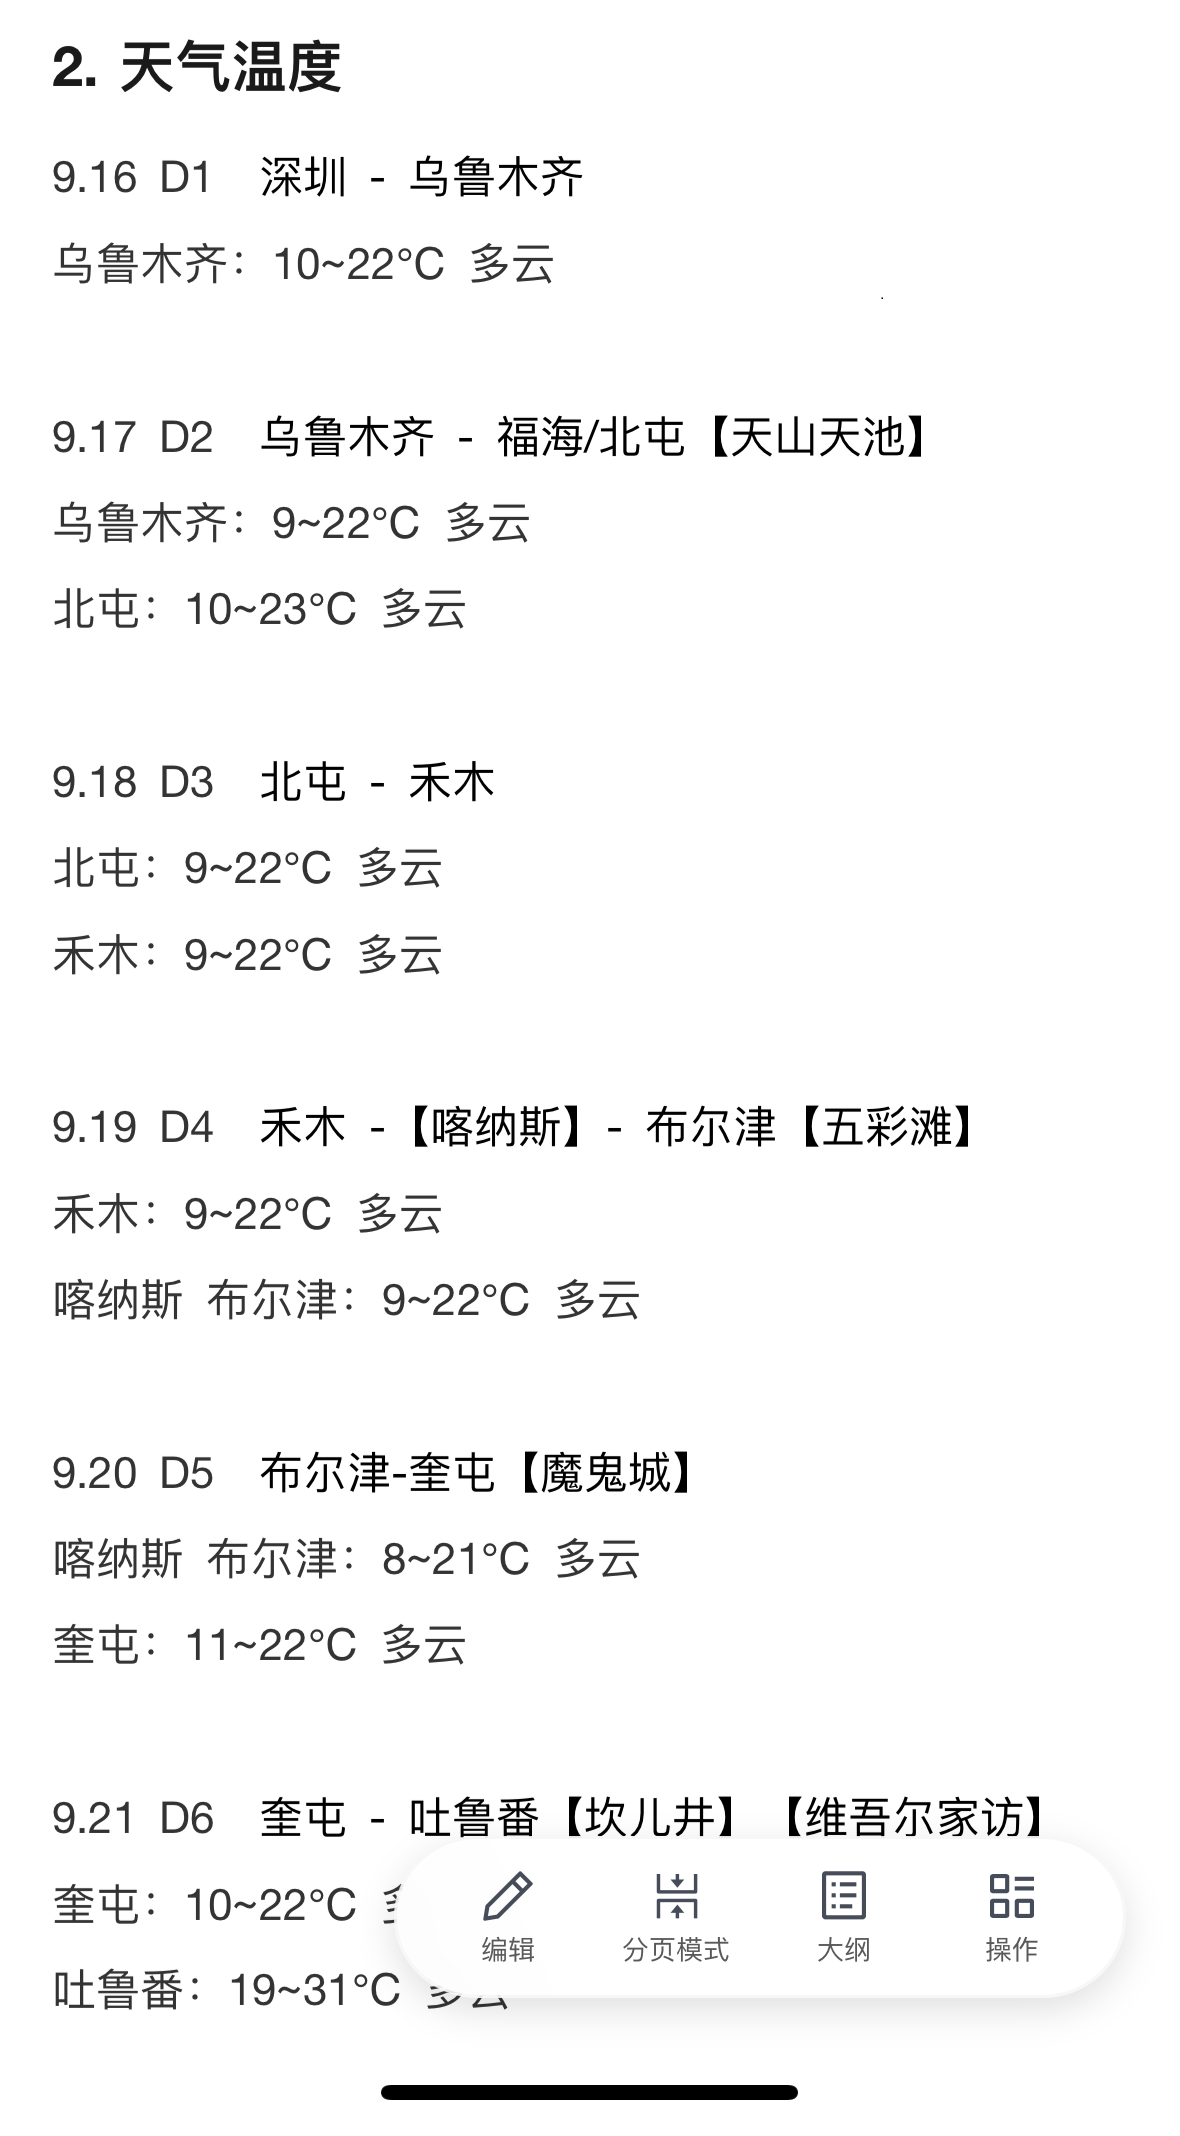 2. 天气温度
9.16 D1 深圳 - 乌鲁木齐
乌鲁木齐：10~22°C 多云
9.17 D2 乌鲁木齐 - 福海/北屯【天山天池】
乌鲁木齐：9~22°C 多云
北屯：10~23°C 多云
9.18 D3 北屯 - 禾木
北屯：9~22°C 多云
禾木：9~22°C 多云
9.19 D4 禾木 -【喀纳斯】- 布尔津【五彩滩】
禾木：9~22°C 多云
喀纳斯 布尔津：9~22°C 多云
9.20 D5 布尔津-奎屯【魔鬼城】
喀纳斯 布尔津：8~21°C 多云
奎屯：11~22°C 多云
9.21 D6 奎屯 - 吐鲁番【坎儿井】【维吾尔家访】
奎屯：10~22°C
吐鲁番：19~31°C 多云
编辑 分页模式 大纲 操作